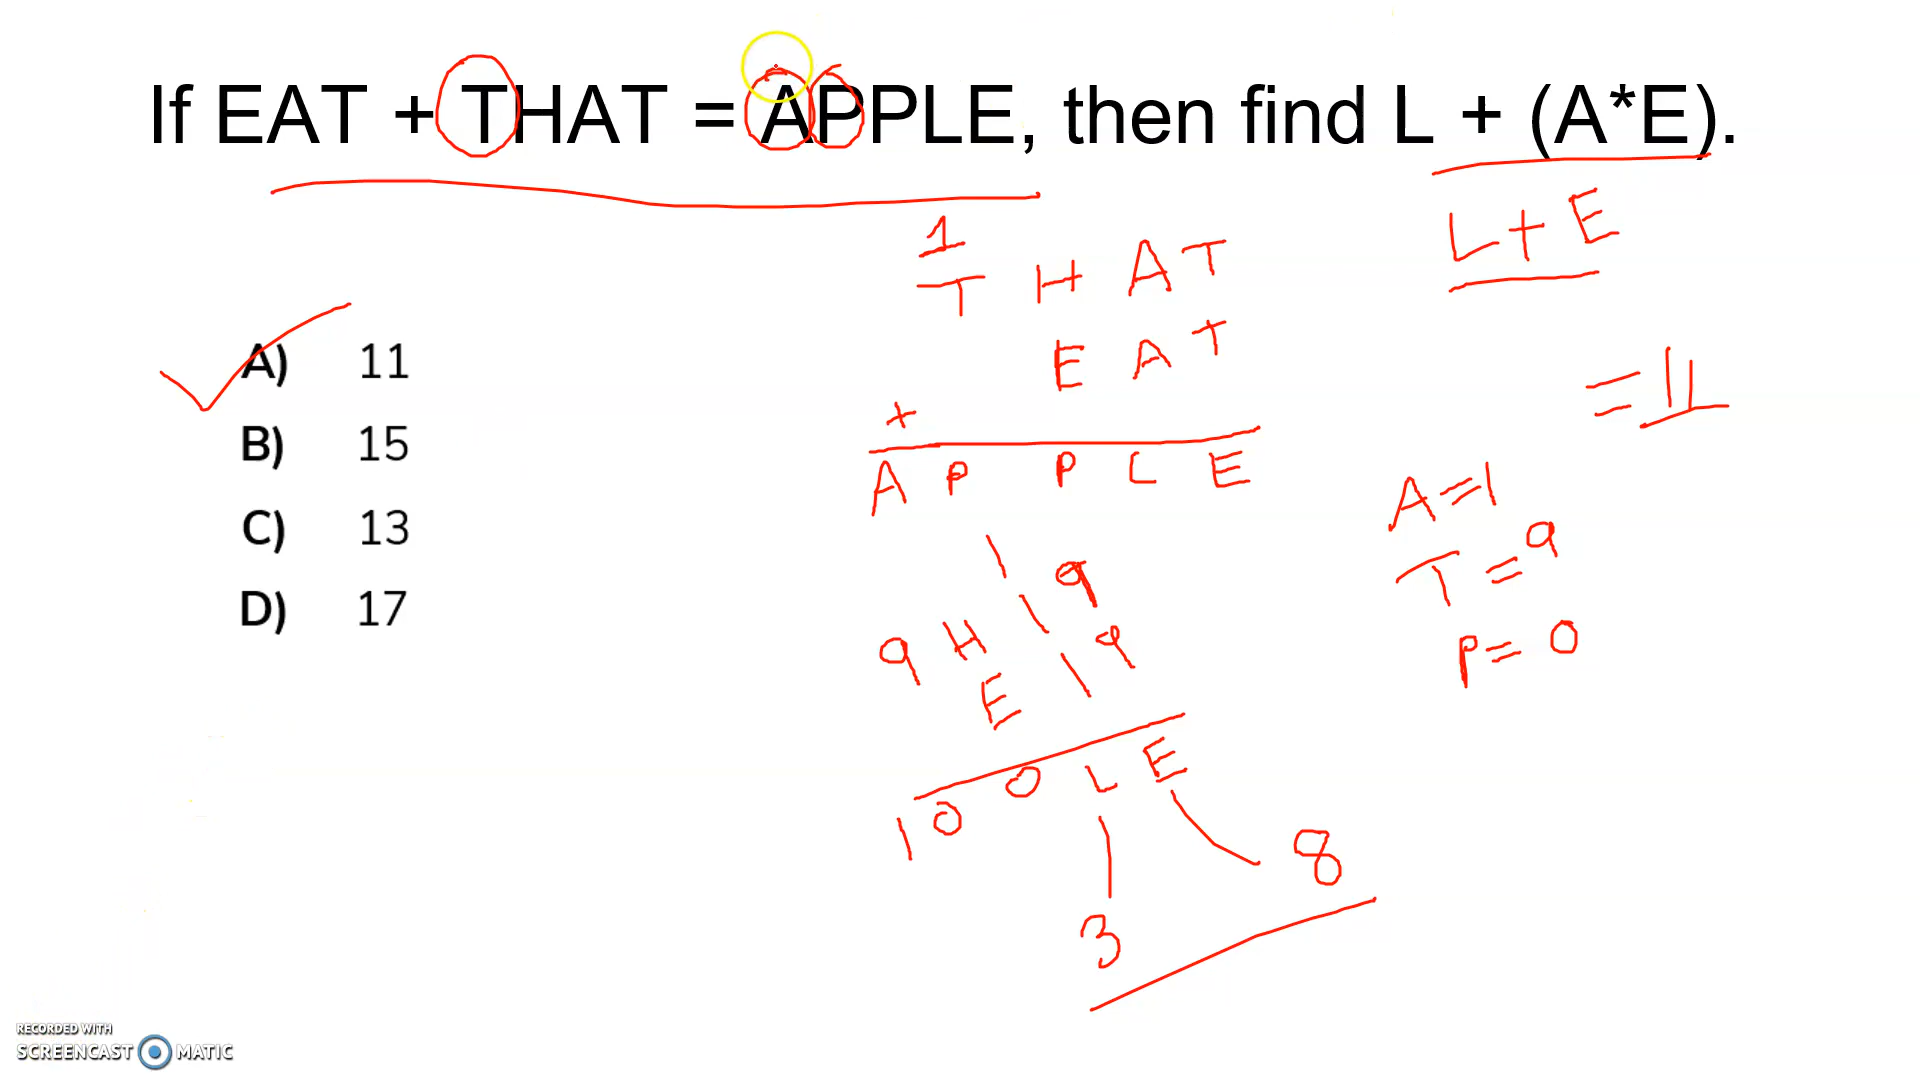 If EAT + THAT = APPLE, then find L + (A*E).
L + E
1
T H A T
E A T
+
A P P L E
= 11
A) 11
B) 15
C) 13
D) 17
A = 1
T = 9
P = 0
1 9
9 H 1 9
E 1
1 0 0 L E
3 8
RECORDED WITH
SCREENCAST MATIC